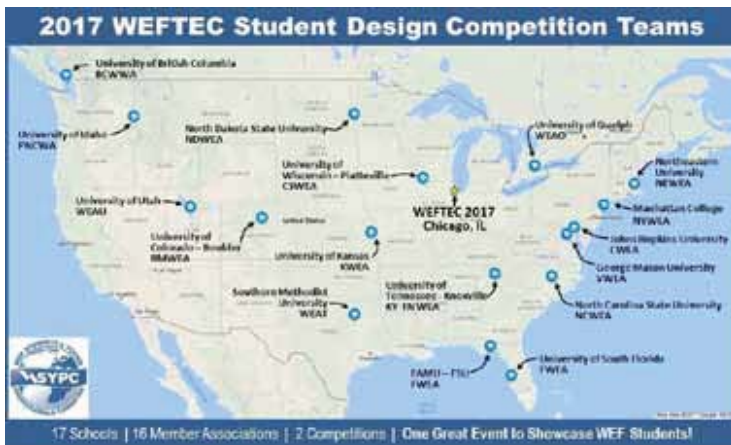 2017 WEFTEC Student Design Competition Teams
University of British Columbia
BCWWA
University of Idaho
PNCWA
North Dakota State University
NDWEA
University of Guelph
WEAO
University of
Wisconsin - Platteville
CSWEA
Northeastern
University
NEWEA
University of Utah
WEAU
WEFTEC 2017
Chicago, IL
Manhattan College
NYWEA
United States
University of
Colorado - Boulder
RMWEA
University of Kansas
KWEA
Johns Hopkins University
CWEA
George Mason University
VWEA
University of
Tennessee - Knoxville
KY-TN WEA
Southern Methodist
University
WEAT
North Carolina State University
NCWEA
FAMU - FSU
FWEA
University of South Florida
FWEA
SYPC
17 Schools | 16 Member Associations | 2 Competitions | One Great Event to Showcase WEF Students!